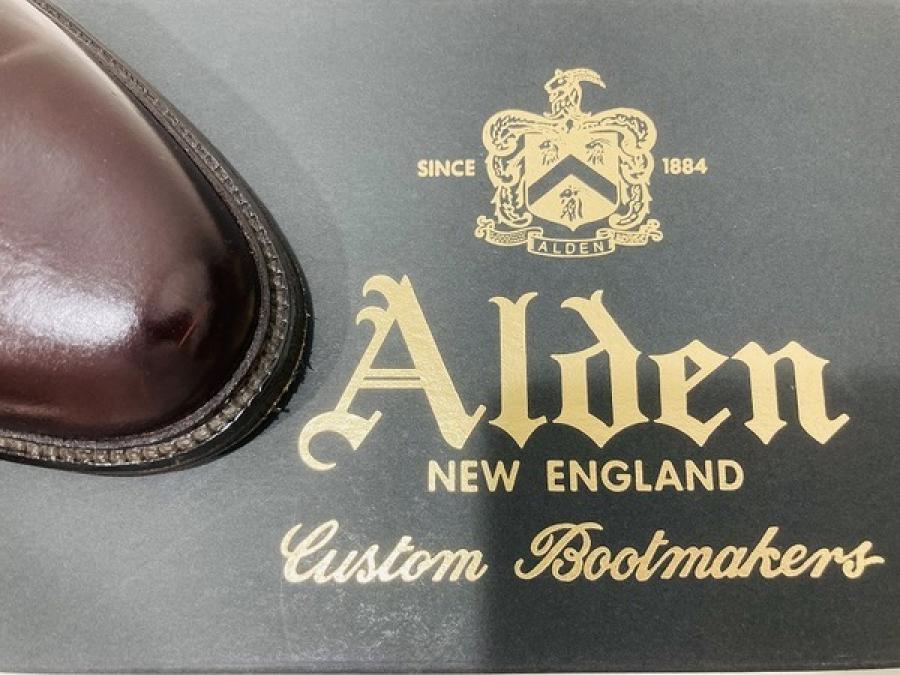 SINCE 1884
ALDEN
Alden
NEW ENGLAND
Custom Bootmakers